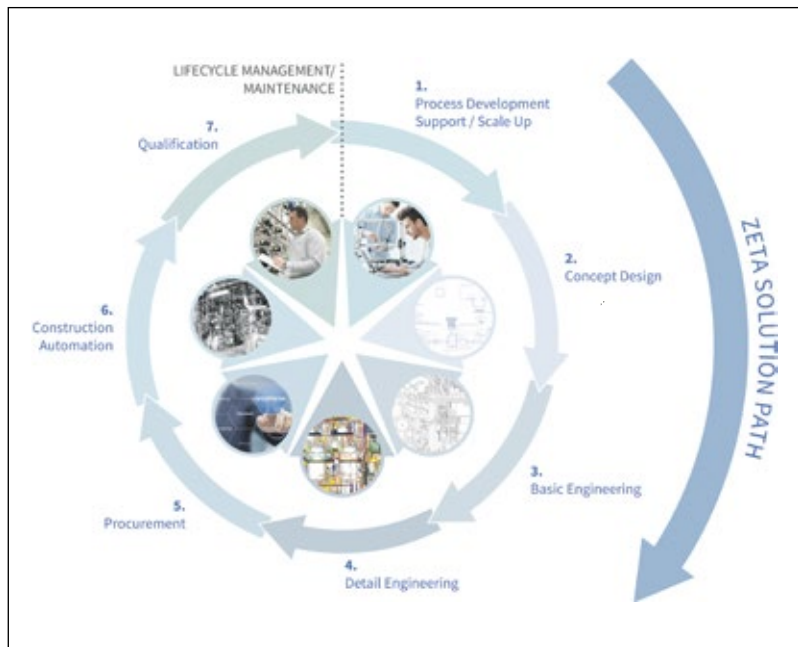 LIFECYCLE MANAGEMENT/
MAINTENANCE
1.
Process Development
Support / Scale Up
2.
Concept Design
3.
Basic Engineering
4.
Detail Engineering
5.
Procurement
6.
Construction
Automation
7.
Qualification
ZETA SOLUTION PATH